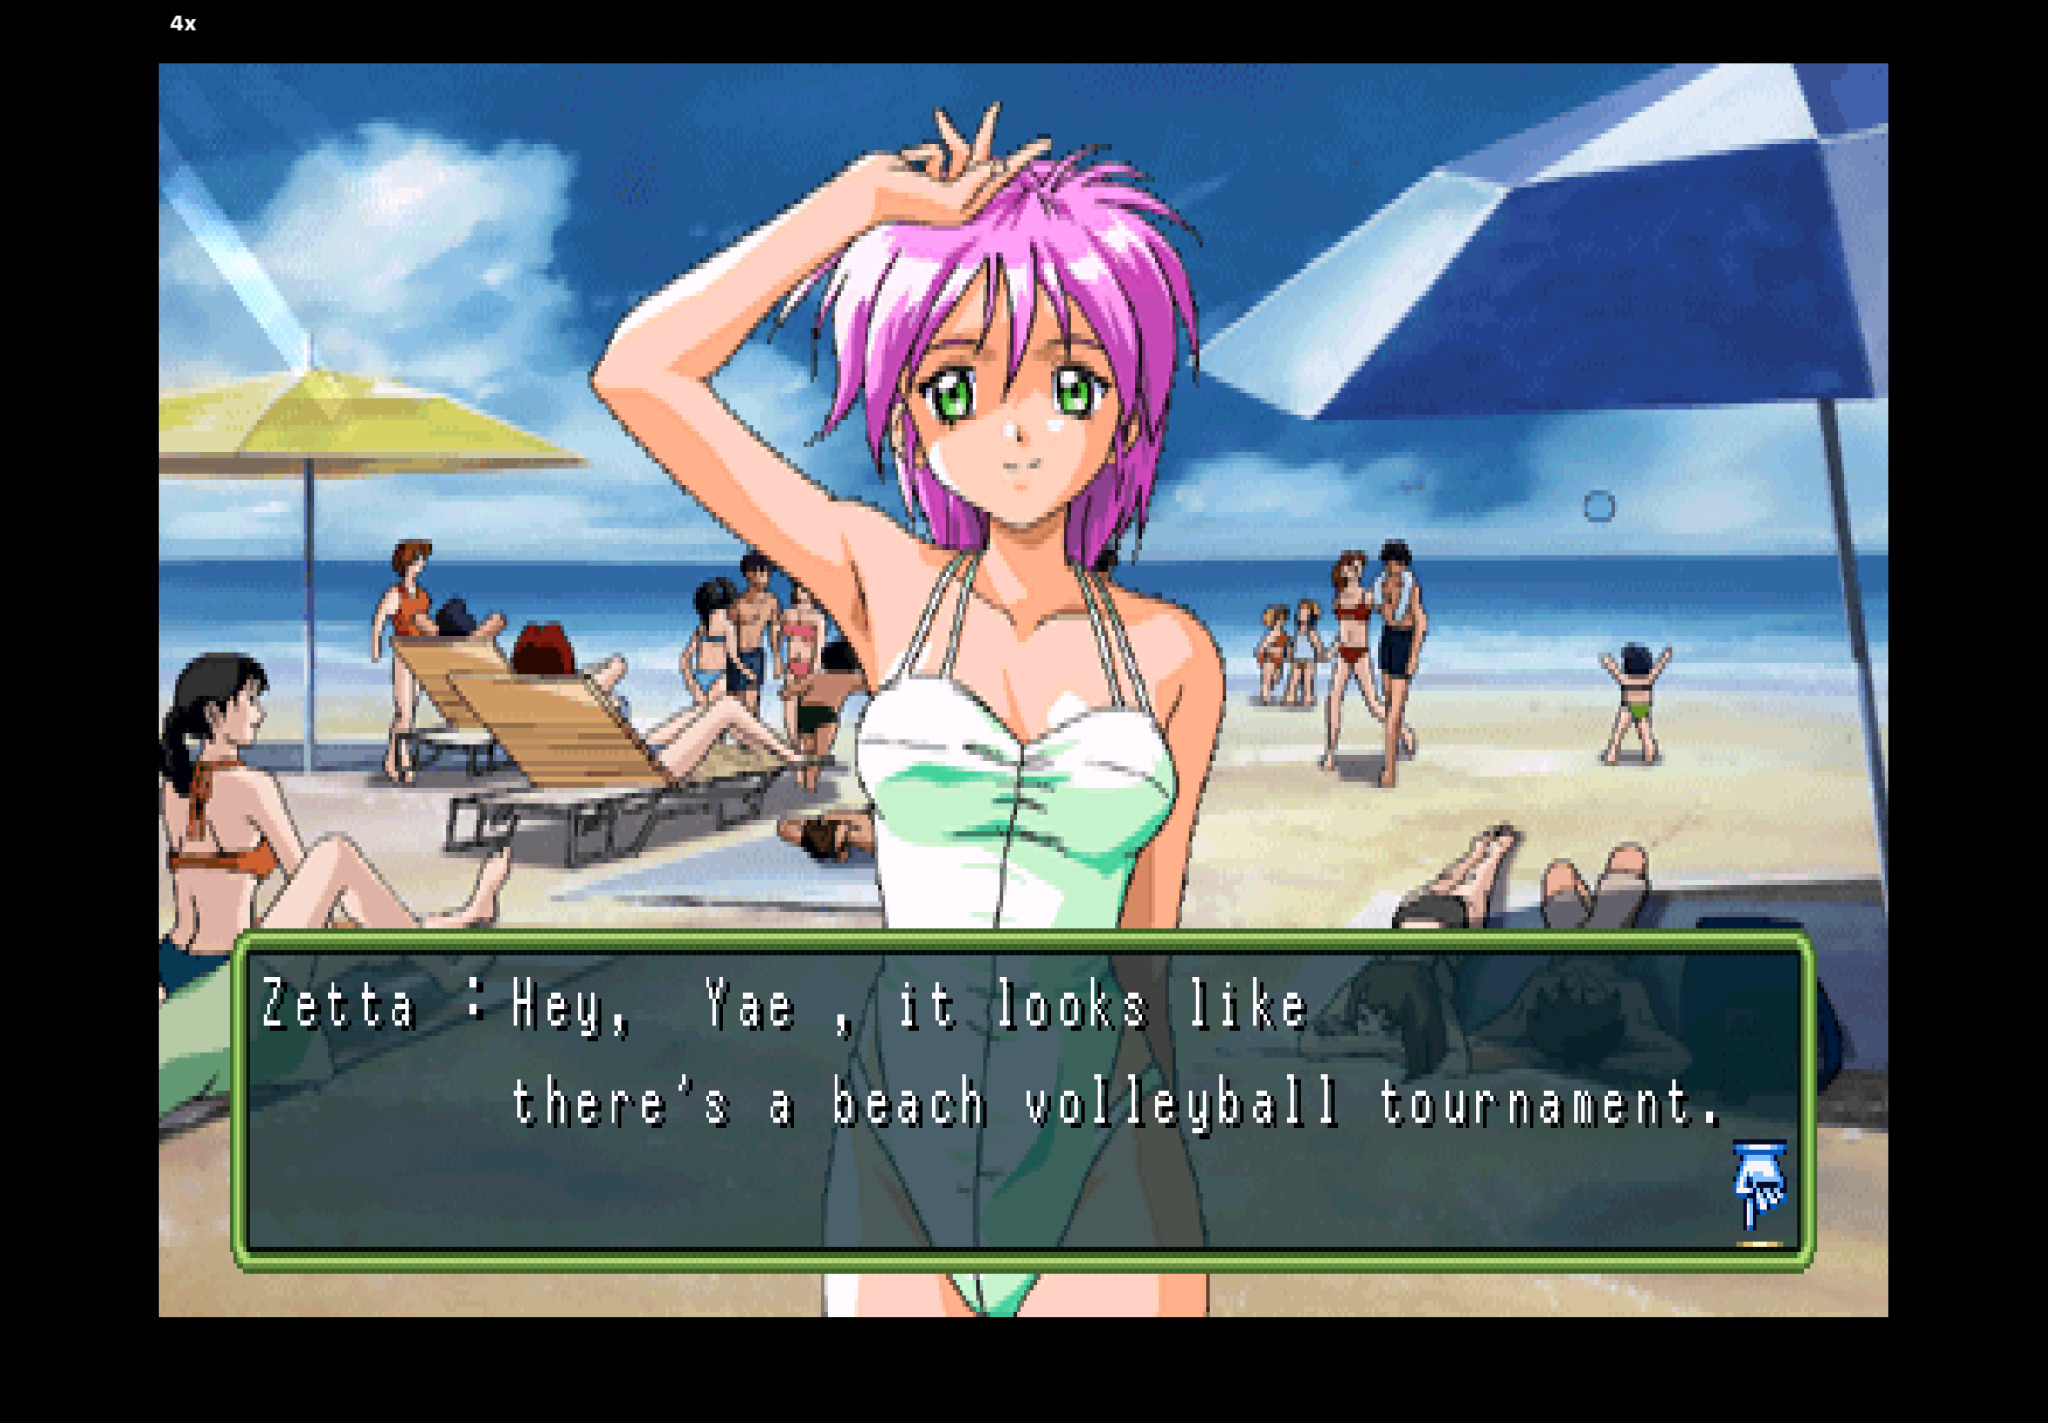 4x
Zetta : Hey, Yae , it looks like
there's a beach volleyball tournament.